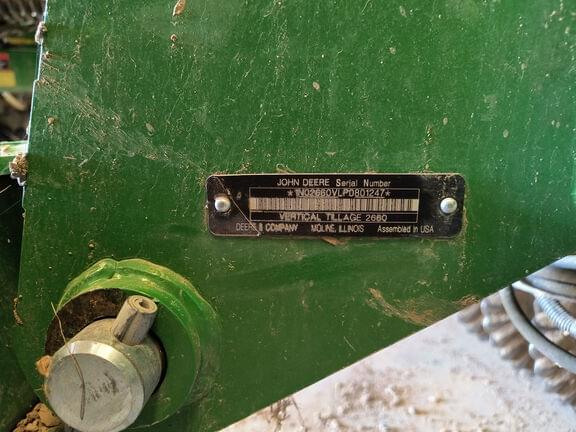 JOHN DEERE Serial Number
*1N02660VLP0801247*
VERTICAL TILLAGE 2660
DEERE & COMPANY MOLINE, ILLINOIS Assembled in USA